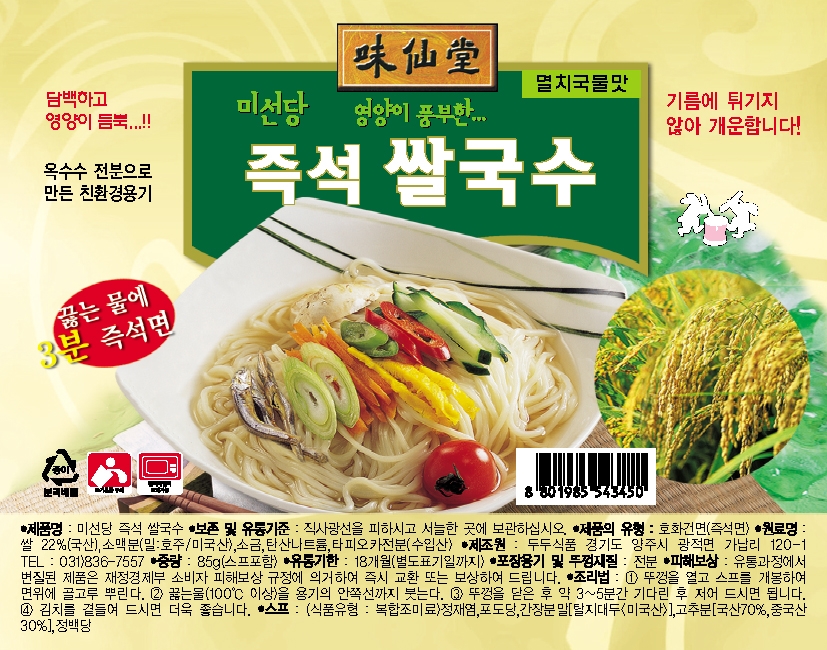 味仙堂
멸치국물맛
미선당 영양이 풍부한...
즉석 쌀국수
담백하고
영양이 듬뿍...!!
옥수수 전분으로
만든 친환경용기
기름에 튀기지
않아 개운합니다!
끓는 물에
3분 즉석면
종이
분리배출
8 801985 543450
•제품명 : 미선당 즉석 쌀국수 •보존 및 유통기준 : 직사광선을 피하시고 서늘한 곳에 보관하십시오. •제품의 유형 : 호화건면(즉석면) •원료명 :
쌀 22%(국산),소맥분(밀:호주/미국산),소금,탄산나트륨,타피오카전분(수입산) •제조원 : 두두식품 경기도 양주시 광적면 가납리 120-1
TEL : 031)836-7557 •중량 : 85g(스프포함) •유통기한 : 18개월(별도표기일까지) •포장용기 및 뚜껑재질 : 전분 •피해보상 : 유통과정에서
변질된 제품은 재정경제부 소비자 피해보상 규정에 의거하여 즉시 교환 또는 보상하여 드립니다. •조리법 : ① 뚜껑을 열고 스프를 개봉하여
면위에 골고루 뿌린다. ② 끓는물(100℃ 이상)을 용기의 안쪽선까지 붓는다. ③ 뚜껑을 닫은 후 약 3~5분간 기다린 후 저어 드시면 됩니다.
④ 김치를 곁들여 드시면 더욱 좋습니다. •스프 : (식품유형 : 복합조미료)정재염,포도당,간장분말[탈지대두<미국산>],고추분[국산70%,중국산
30%],정백당